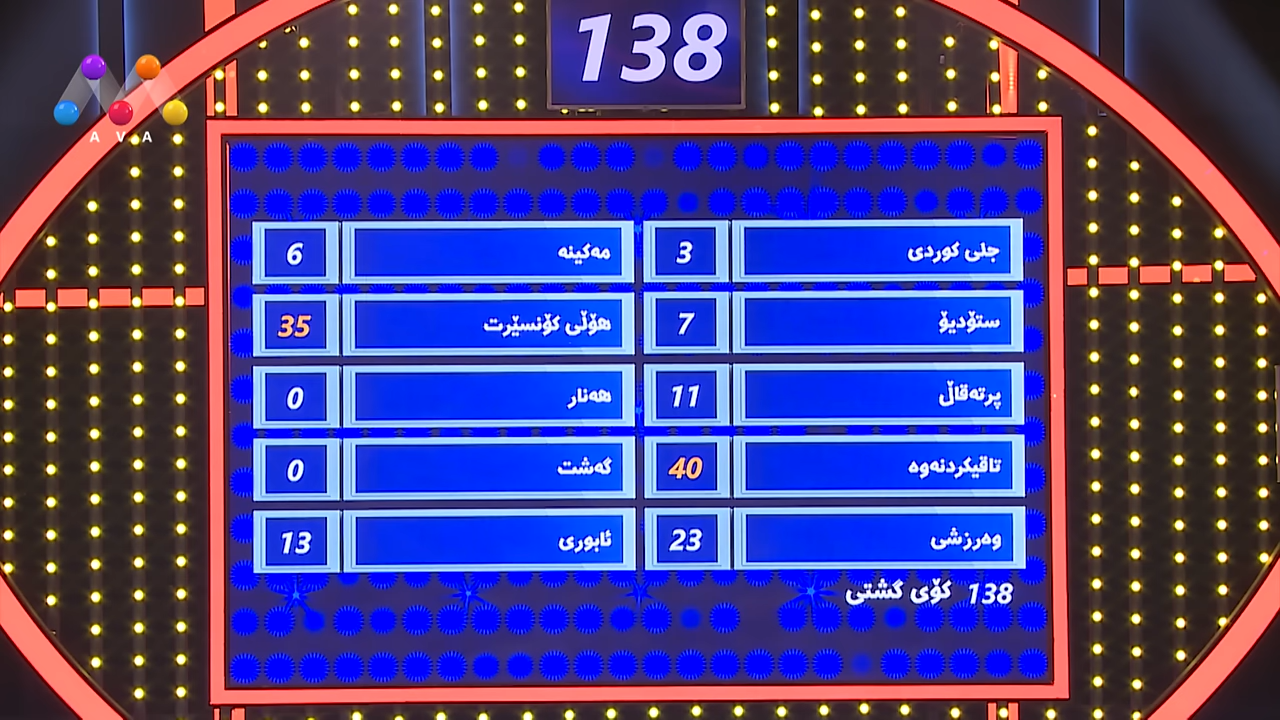 138
AVA
جلی کوردی 3
ستۆدیۆ 7
پرتەقاڵ 11
تاقیکردنەوە 40
وەرزشی 23
مەکینە 6
هۆڵی کۆنسێرت 35
هەنار 0
گەشت 0
ئابوری 13
138 کۆی گشتی